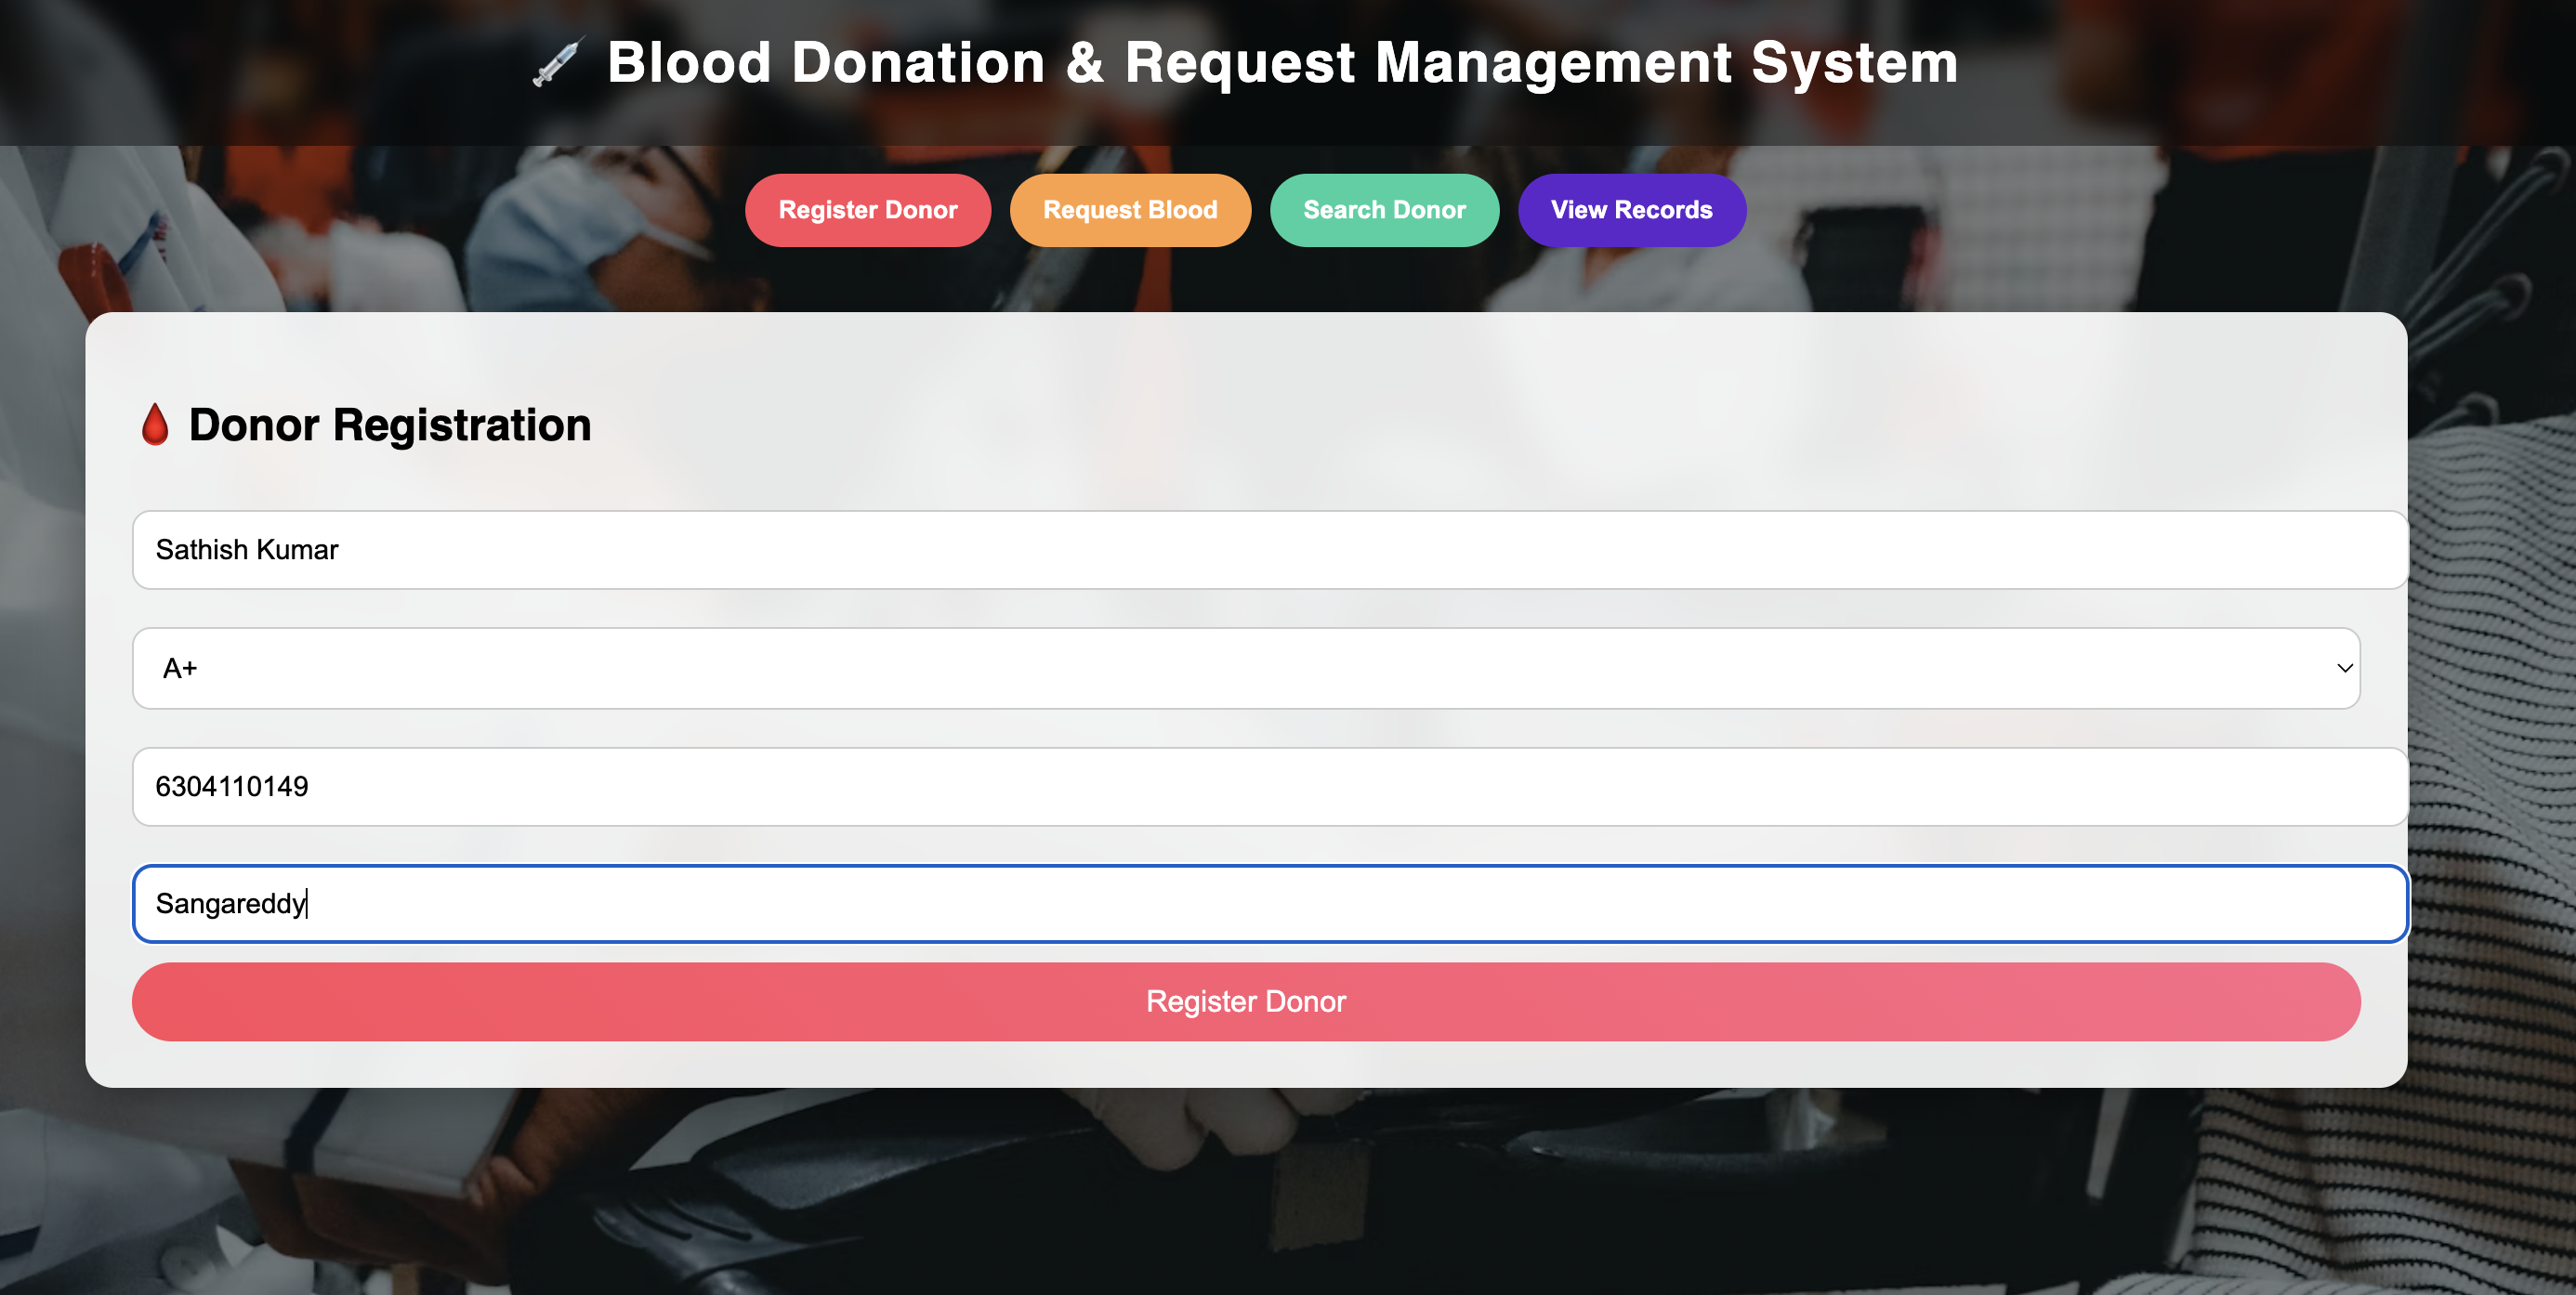 Blood Donation & Request Management System
Register Donor Request Blood Search Donor View Records
Donor Registration
Sathish Kumar
A+
6304110149
Sangareddy
Register Donor